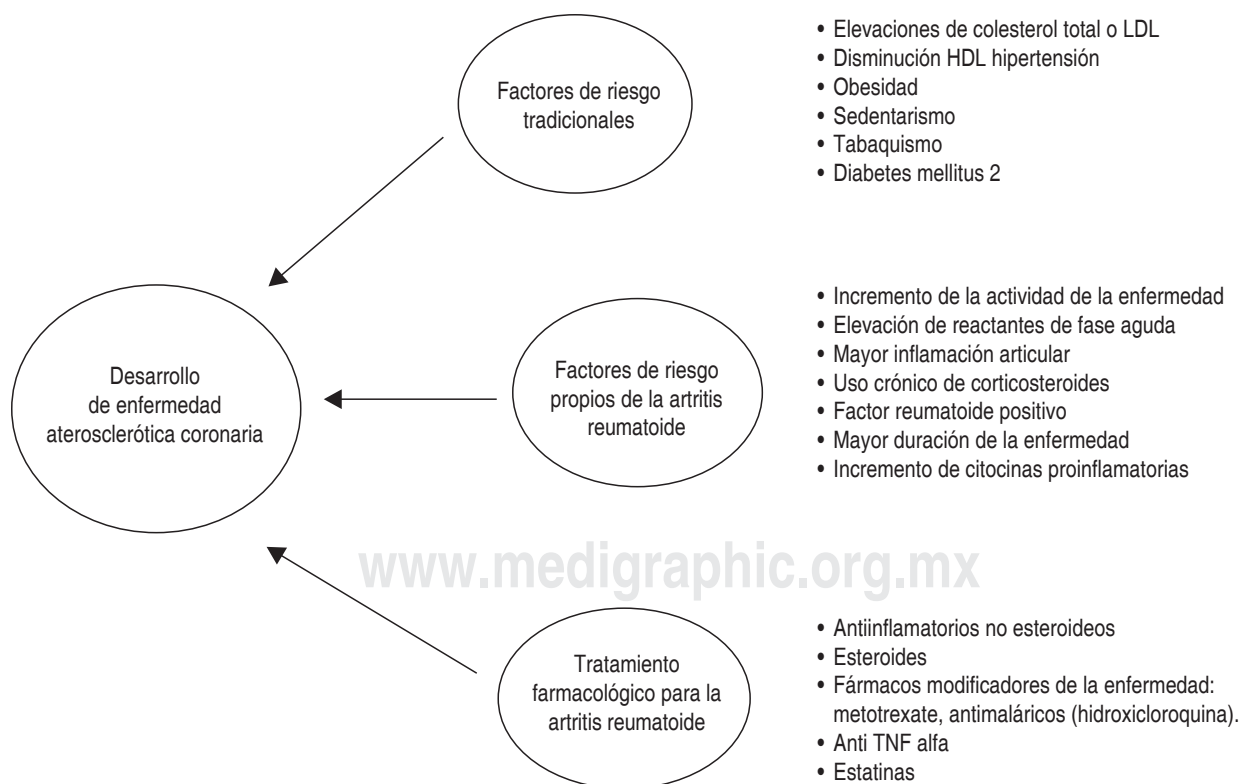 Factores de riesgo
tradicionales
• Elevaciones de colesterol total o LDL
• Disminución HDL hipertensión
• Obesidad
• Sedentarismo
• Tabaquismo
• Diabetes mellitus 2
Desarrollo
de enfermedad
aterosclerótica coronaria
Factores de riesgo
propios de la artritis
reumatoide
• Incremento de la actividad de la enfermedad
• Elevación de reactantes de fase aguda
• Mayor inflamación articular
• Uso crónico de corticosteroides
• Factor reumatoide positivo
• Mayor duración de la enfermedad
• Incremento de citocinas proinflamatorias
www.medigraphic.org.mx
Tratamiento
farmacológico para la
artritis reumatoide
• Antiinflamatorios no esteroideos
• Esteroides
• Fármacos modificadores de la enfermedad:
metotrexate, antimaláricos (hidroxicloroquina).
• Anti TNF alfa
• Estatinas